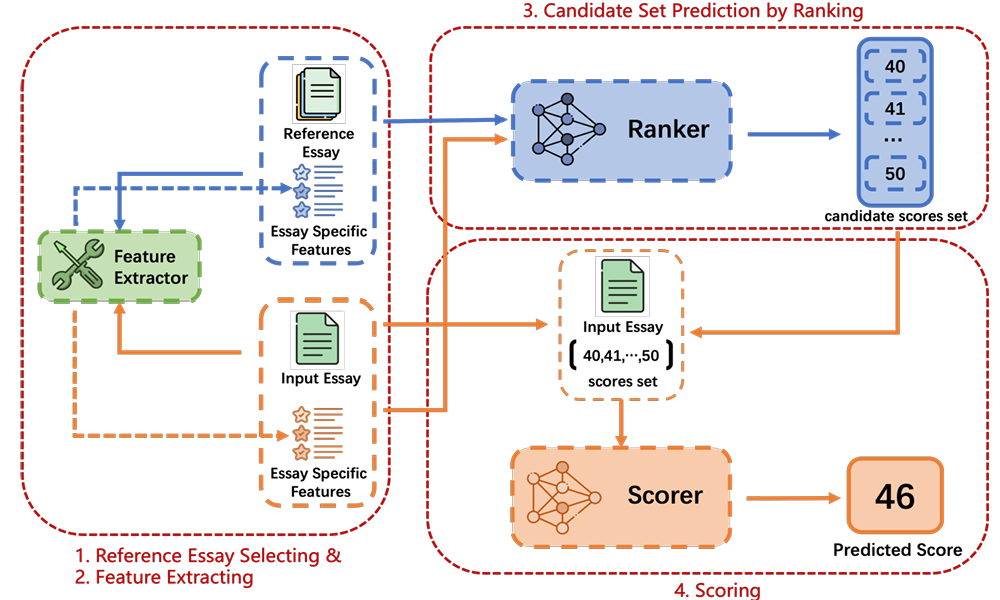 3. Candidate Set Prediction by Ranking
Reference
Essay
Essay Specific
Features
Feature
Extractor
Input Essay
Essay Specific
Features
1. Reference Essay Selecting &
2. Feature Extracting
Ranker
40
41
...
50
candidate scores set
Input Essay
[40,41,···,50]
scores set
Scorer
46
Predicted Score
4. Scoring